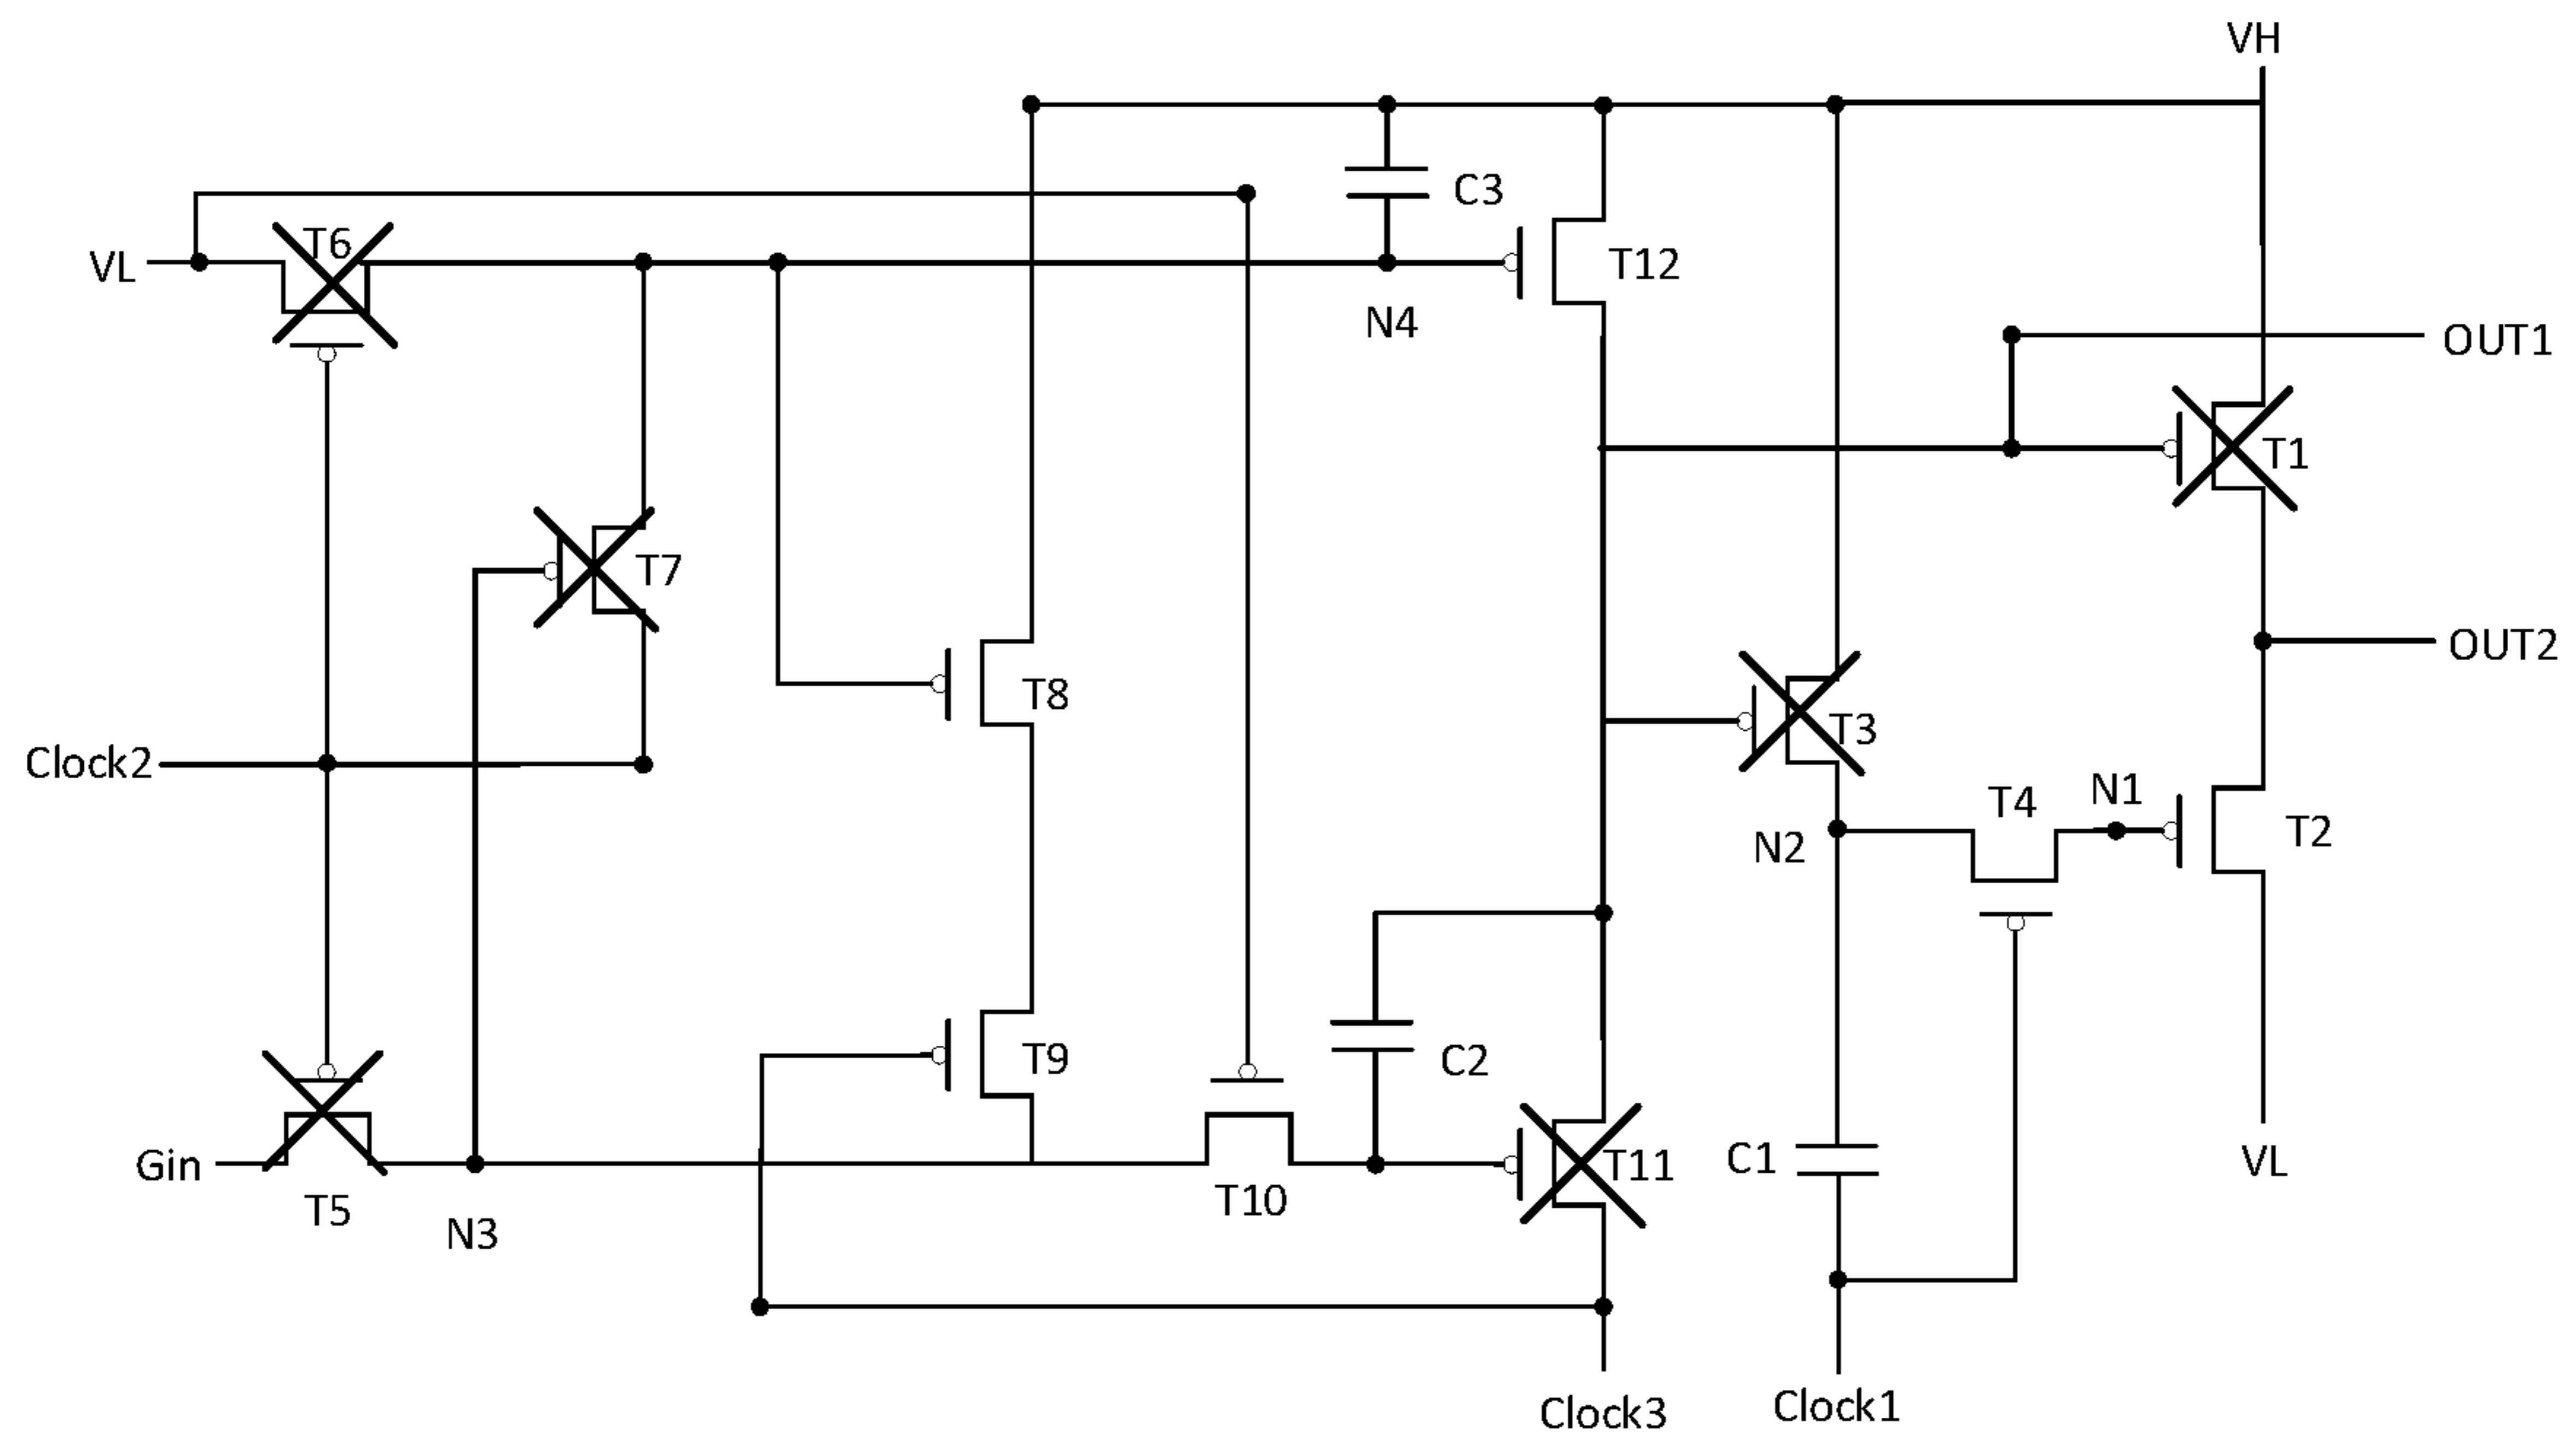 VH
C3
T6
VL
T12
N4
OUT1
T1
T7
OUT2
T8
T3
Clock2
T4
N1
N2
T2
T9
C2
C1
Gin
T11
VL
T10
T5
N3
Clock3
Clock1